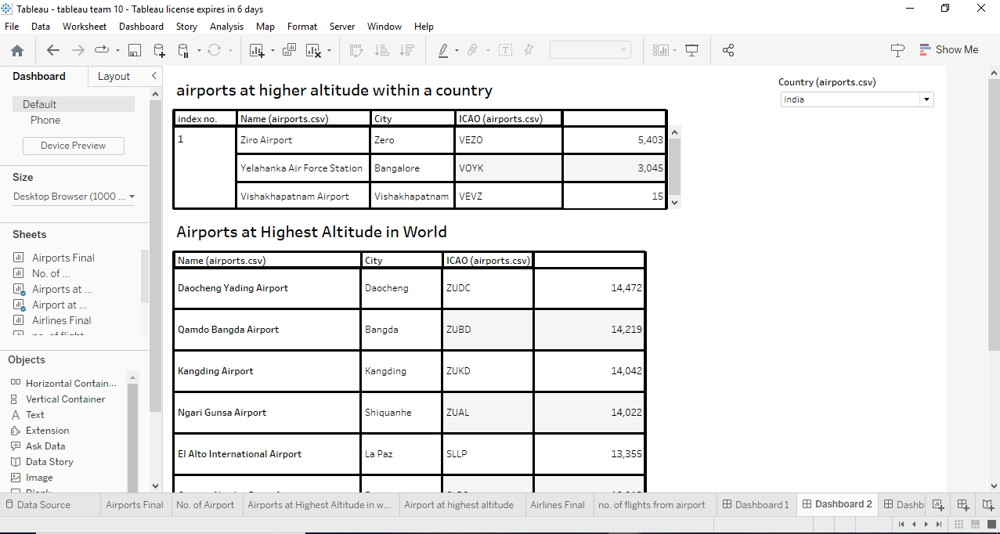 Tableau - tableau team 10 - Tableau license expires in 6 days
File Data Worksheet Dashboard Story Analysis Map Format Server Window Help
Show Me
Dashboard Layout
Default
Phone
Device Preview
Size
Desktop Browser (1000 ...
Sheets
Airports Final
No. of ...
Airports at ...
Airport at ...
Airlines Final
no. of flight
Objects
Horizontal Contain...
Vertical Container
Text
Extension
Ask Data
Data Story
Image
Blank
airports at higher altitude within a country
index no. Name (airports.csv) City ICAO (airports.csv)
1 Ziro Airport Zero VEZO 5,403
Yelahanka Air Force Station Bangalore VOYK 3,045
Vishakhapatnam Airport Vishakhapatnam VEVZ 15
Country (airports.csv)
India
Airports at Highest Altitude in World
Name (airports.csv) City ICAO (airports.csv)
Daocheng Yading Airport Daocheng ZUDC 14,472
Qamdo Bangda Airport Bangda ZUBD 14,219
Kangding Airport Kangding ZUKD 14,042
Ngari Gunsa Airport Shiquanhe ZUAL 14,022
El Alto International Airport La Paz SLLP 13,355
Data Source Airports Final No. of Airport Airports at Highest Altitude in w... Airport at highest altitude Airlines Final no. of flights from airport Dashboard 1 Dashboard 2 Dashb